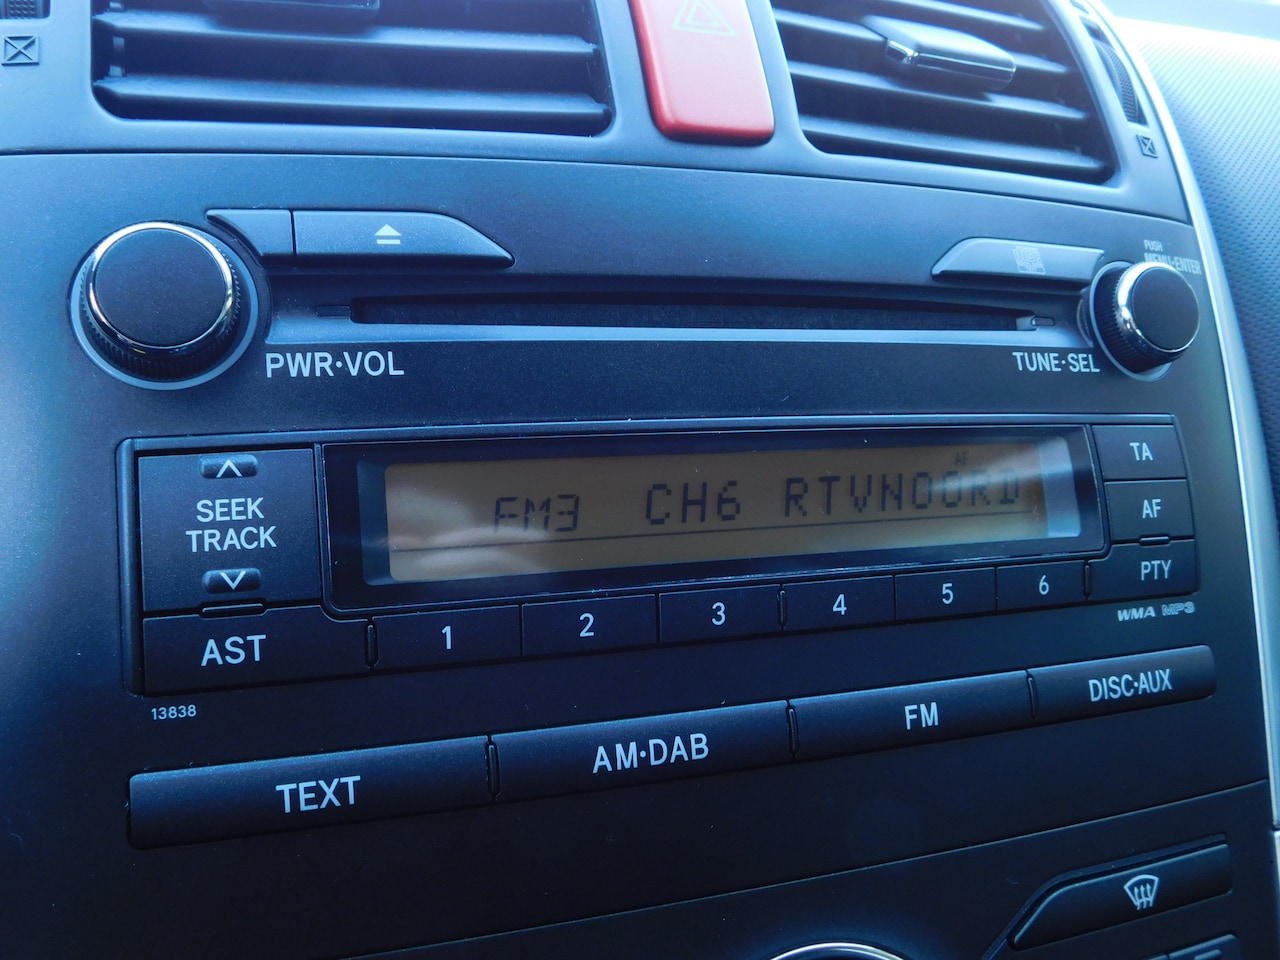 PUSH
MENU·ENTER
PWR·VOL
TUNE·SEL
SEEK
TRACK
AF
FM3 CH6 RTVNOORD
TA
AF
PTY
AST
1 2 3 4 5 6
WMA MP3
13838
TEXT
AM·DAB
FM
DISC·AUX